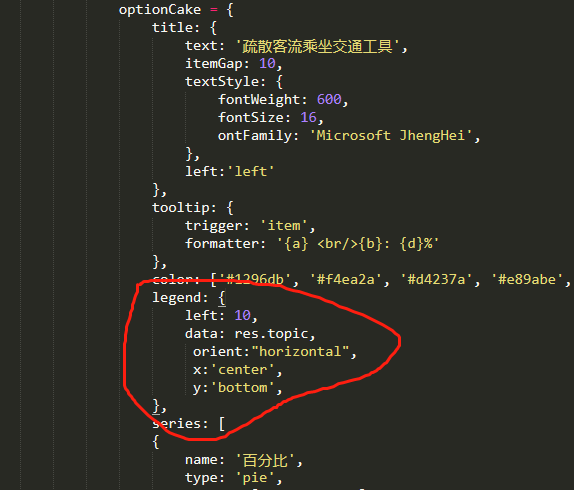 optionCake = {
title: {
text: '疏散客流乘坐交通工具',
itemGap: 10,
textStyle: {
fontWeight: 600,
fontSize: 16,
ontFamily: 'Microsoft JhengHei',
},
left:'left'
},
tooltip: {
trigger: 'item',
formatter: '{a} <br/>{b}: {d}%'
},
color: ['#1296db', '#f4ea2a', '#d4237a', '#e89abe',
legend: {
left: 10,
data: res.topic,
orient:"horizontal",
x:'center',
y:'bottom',
},
series: [
{
name: '百分比',
type: 'pie',